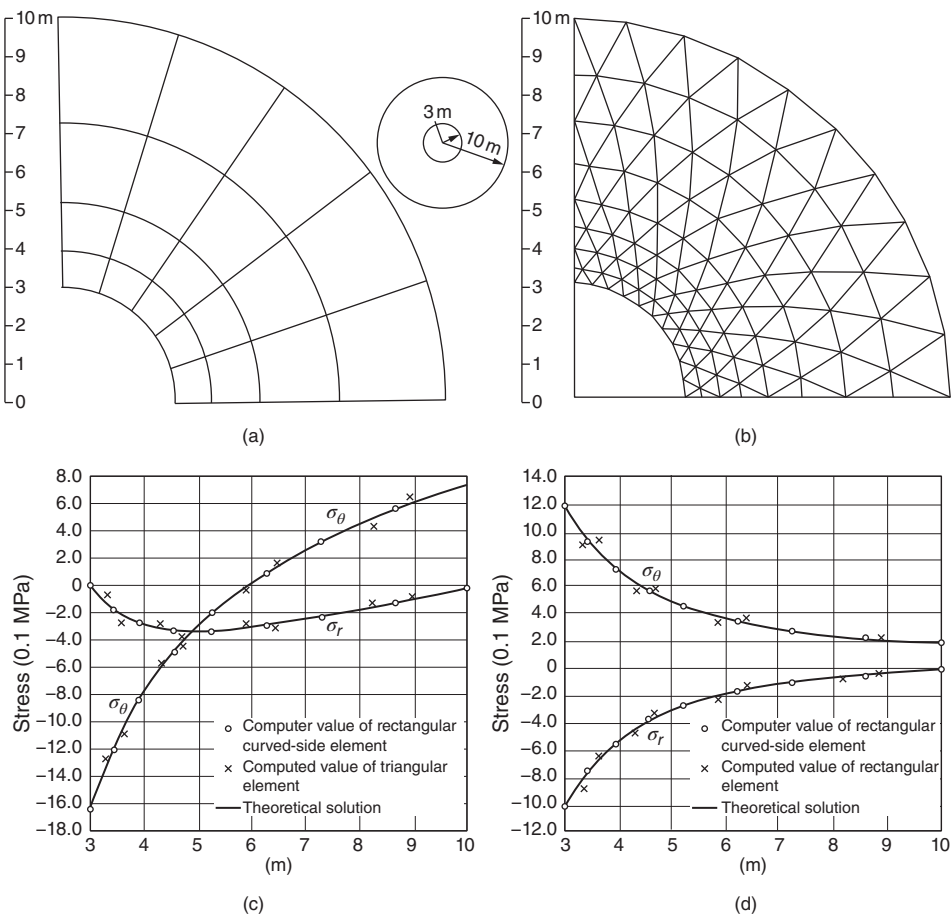 10 m
9
8
7
6
5
4
3
2
1
0
(a)
3 m
10 m
10 m
9
8
7
6
5
4
3
2
1
0
(b)
8.0
6.0
4.0
2.0
0
−2.0
−4.0
−6.0
−8.0
−10.0
−12.0
−14.0
−16.0
−18.0
Stress (0.1 MPa)
σθ
σr
σθ
Computer value of rectangular
curved-side element
Computed value of triangular
element
Theoretical solution
3 4 5 6 7 8 9 10
(m)
(c)
14.0
12.0
10.0
8.0
6.0
4.0
2.0
0
−2.0
−4.0
−6.0
−8.0
−10.0
−12.0
Stress (0.1 MPa)
σθ
σr
Computer value of rectangular
curved-side element
Computed value of rectangular
element
Theoretical solution
3 4 5 6 7 8 9 10
(m)
(d)